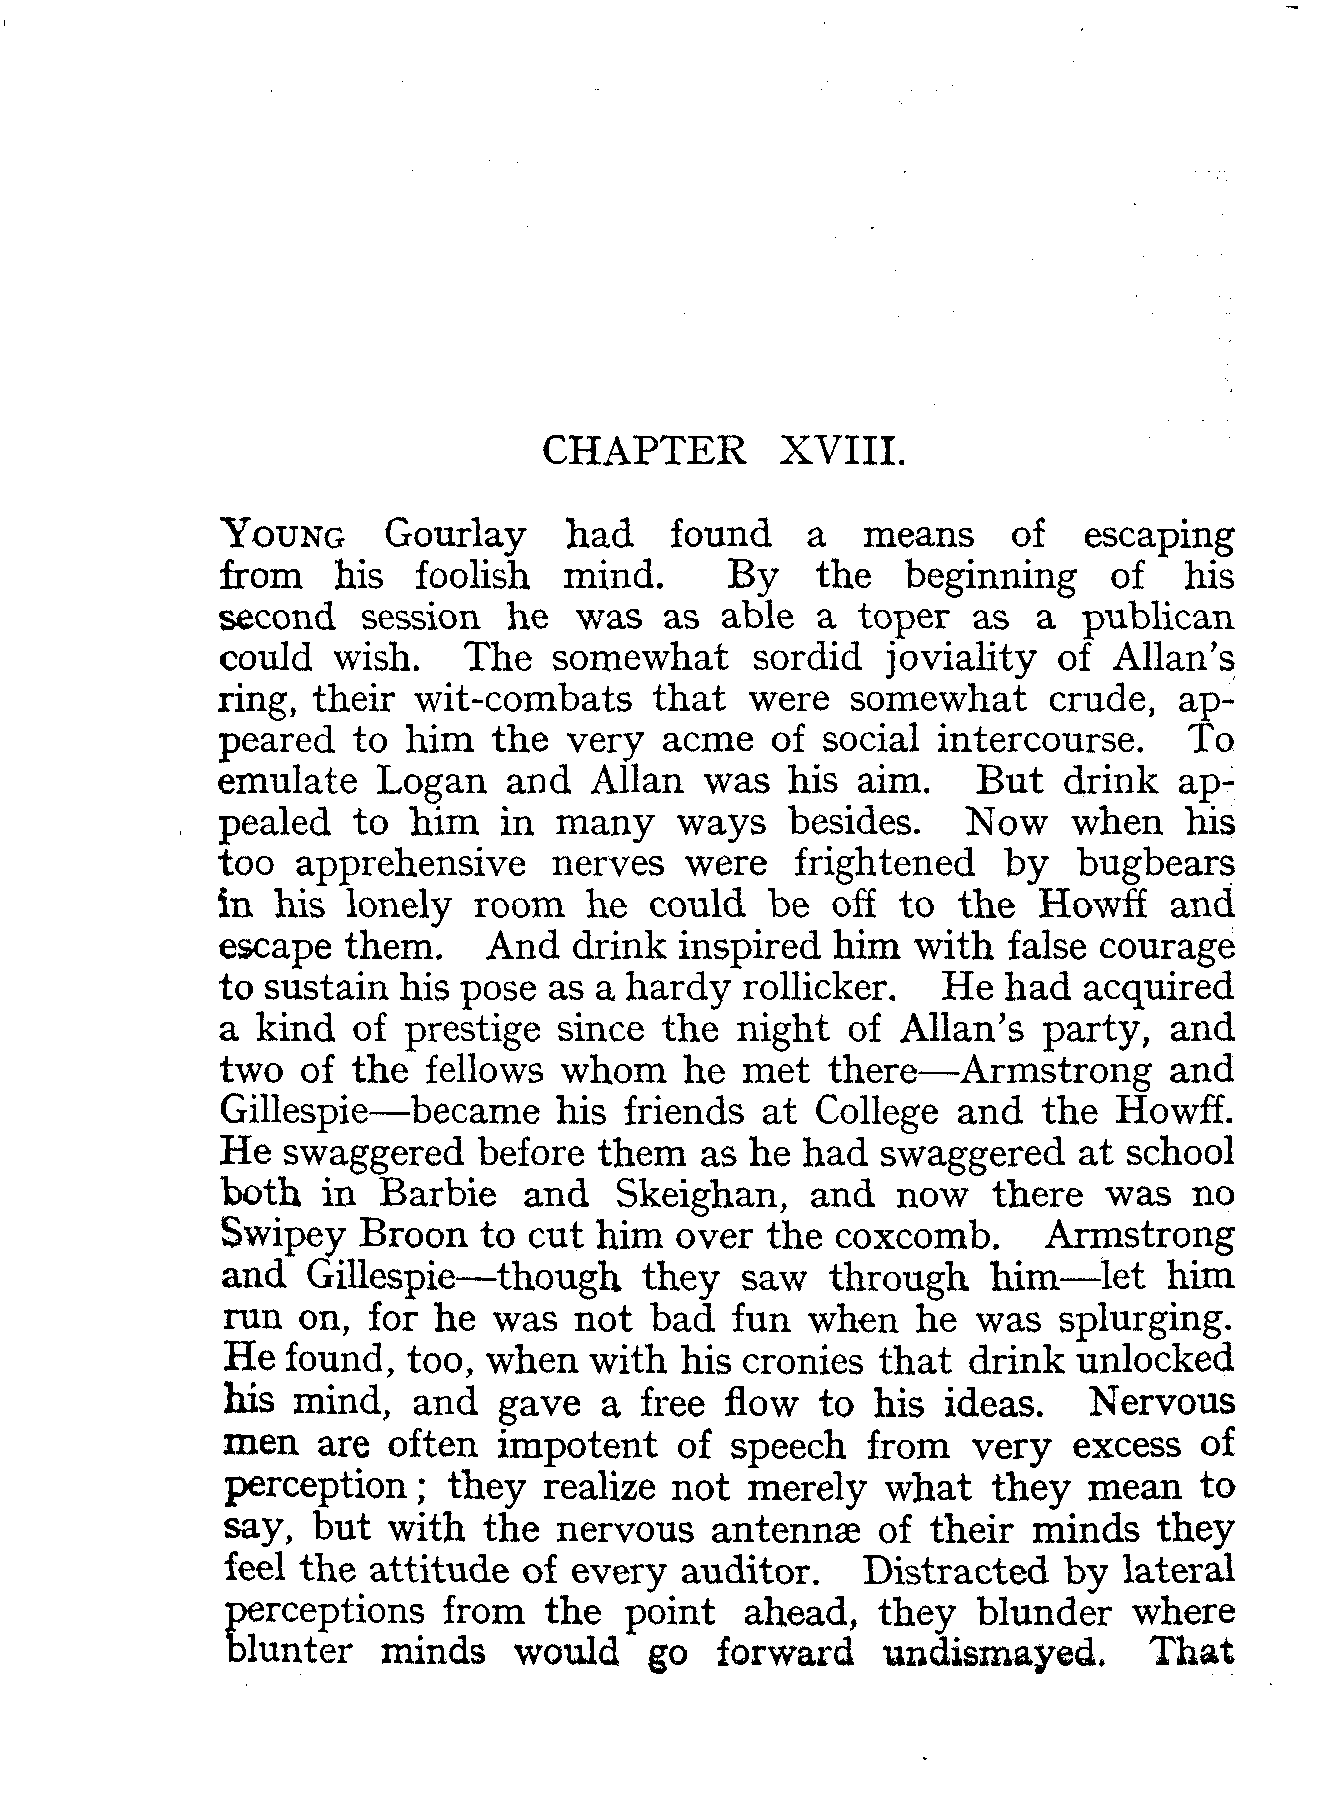 CHAPTER XVIII.
YOUNG Gourlay had found a means of escaping
from his foolish mind. By the beginning of his
second session he was as able a toper as a publican
could wish. The somewhat sordid joviality of Allan's
ring, their wit-combats that were somewhat crude, ap-
peared to him the very acme of social intercourse. To
emulate Logan and Allan was his aim. But drink ap-
pealed to him in many ways besides. Now when his
too apprehensive nerves were frightened by bugbears
in his lonely room he could be off to the Howff and
escape them. And drink inspired him with false courage
to sustain his pose as a hardy rollicker. He had acquired
a kind of prestige since the night of Allan's party, and
two of the fellows whom he met there—Armstrong and
Gillespie—became his friends at College and the Howff.
He swaggered before them as he had swaggered at school
both in Barbie and Skeighan, and now there was no
Swipey Broon to cut him over the coxcomb. Armstrong
and Gillespie—though they saw through him—let him
run on, for he was not bad fun when he was splurging.
He found, too, when with his cronies that drink unlocked
his mind, and gave a free flow to his ideas. Nervous
men are often impotent of speech from very excess of
perception; they realize not merely what they mean to
say, but with the nervous antennæ of their minds they
feel the attitude of every auditor. Distracted by lateral
perceptions from the point ahead, they blunder where
blunter minds would go forward undismayed. That